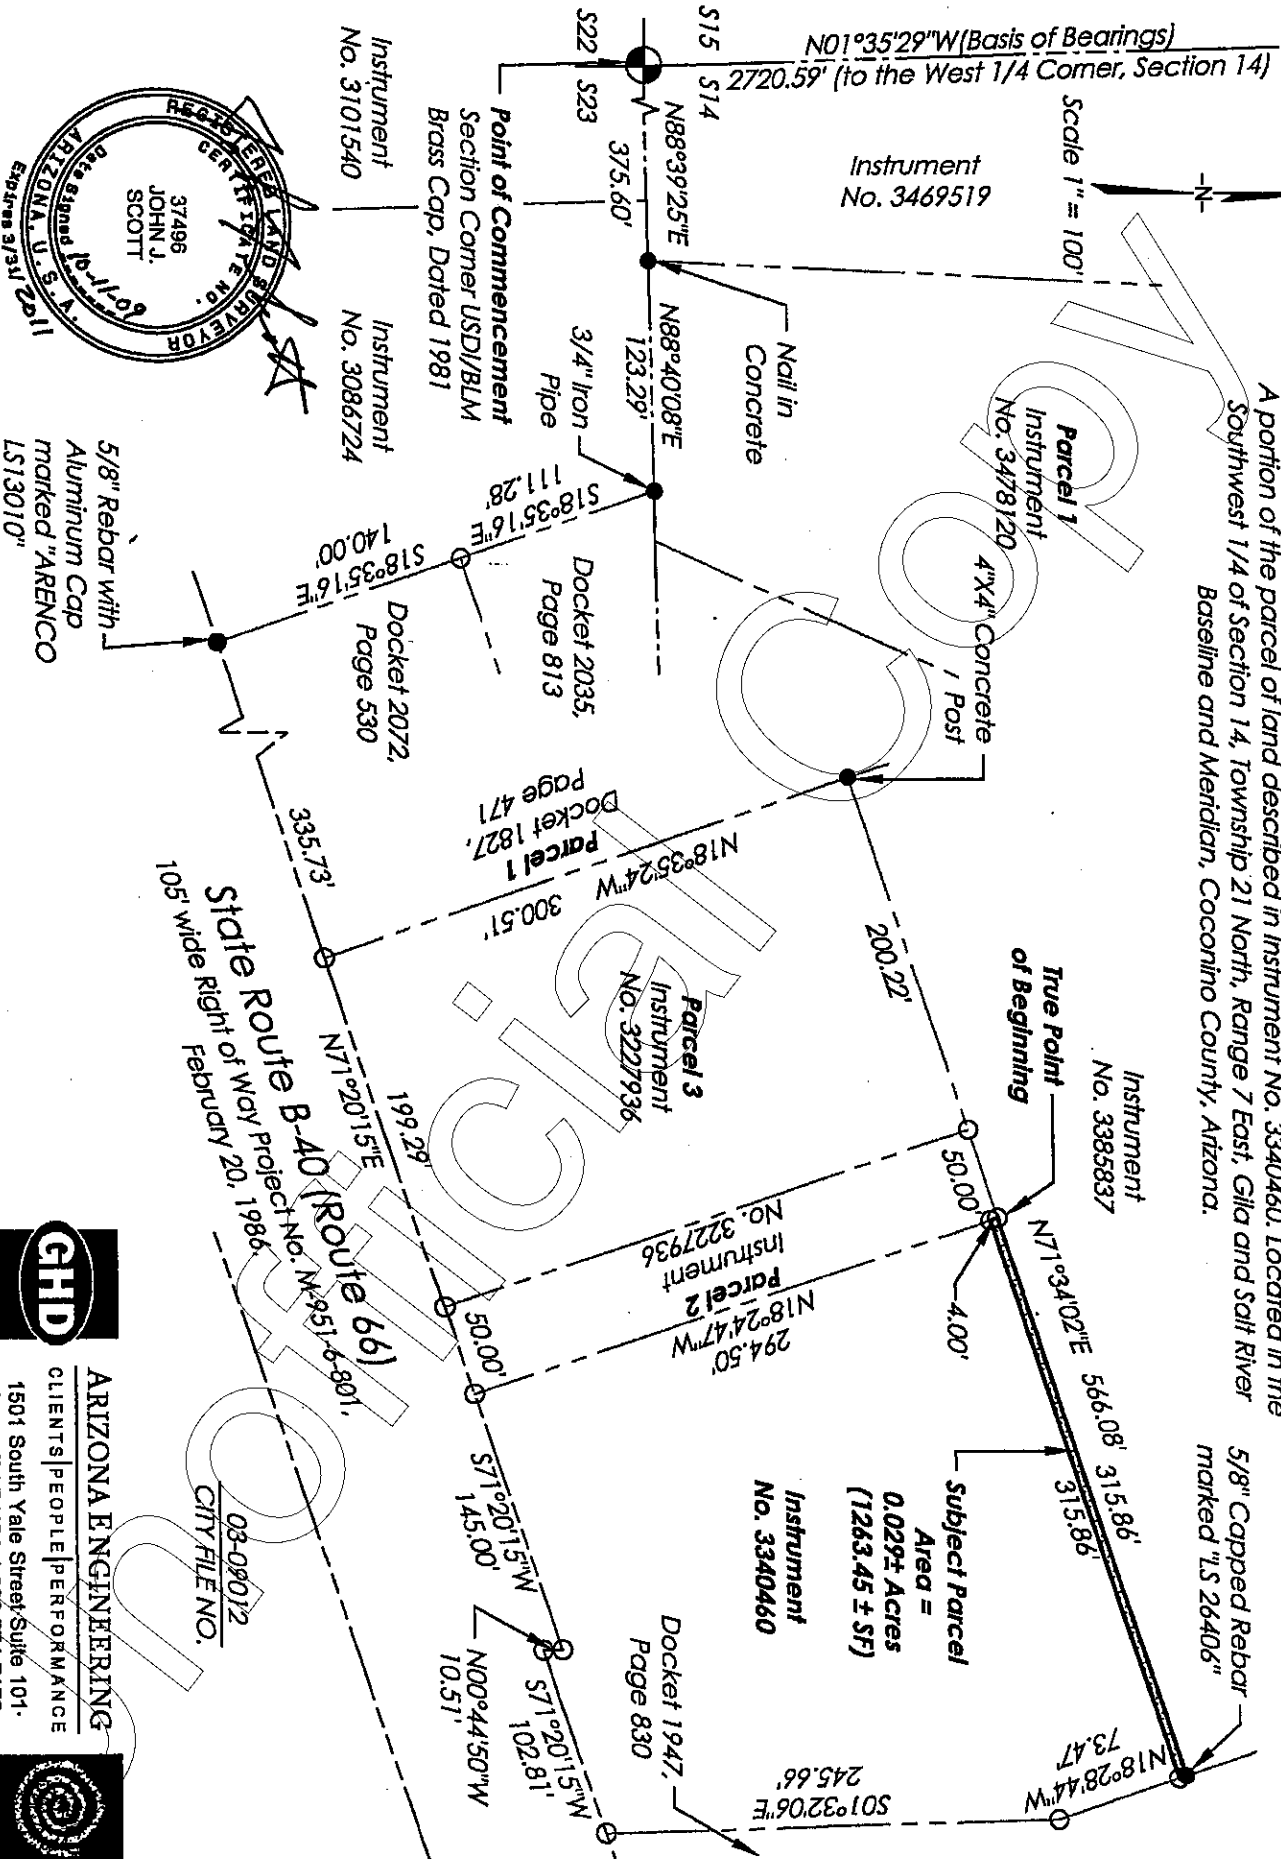 A portion of the parcel of land described in Instrument No. 3340460. Located in the
Southwest 1/4 of Section 14, Township 21 North, Range 7 East, Gila and Salt River
Baseline and Meridian, Coconino County, Arizona.
N01°35'29"W(Basis of Bearings)
2720.59' (to the West 1/4 Corner, Section 14)
Scale 1" = 100'
-N-
Instrument
No. 3469519
S15
S14
S22
S23
N88°39'25"E
375.60'
N88°40'08"E
123.29'
Nail in
Concrete
Parcel 1
Instrument
No. 3478120
4"X4" Concrete
Post
Point of Commencement
Section Corner USDI/BLM
Brass Cap, Dated 1981
3/4" Iron
Pipe
Instrument
No. 3101540
Instrument
No. 3086724
S18°35'16"E
111.28'
S18°35'16"E
140.00'
Docket 2035,
Page 813
Docket 2072,
Page 530
5/8" Rebar with
Aluminum Cap
marked "ARENCO
LS13010"
Parcel 1
Docket 1827,
Page 471
N18°35'24"W
300.51'
335.73'
200.22'
True Point
of Beginning
Instrument
No. 3385837
Parcel 3
Instrument
No. 3227936
N71°20'15"E
199.29'
State Route B-40 (Route 66)
105' wide Right of Way Project No. M-951-6-801,
February 20, 1986.
50.00'
Parcel 2
Instrument
No. 3227936
N18°24'47"W
294.50'
50.00'
4.00'
N71°34'02"E 566.08'
315.86'
315.86'
5/8" Capped Rebar
marked "LS 26406"
Subject Parcel
Area =
0.029± Acres
(1263.45 ± SF)
Instrument
No. 3340460
S71°20'15"W
145.00'
N00°44'50"W
10.51'
S71°20'15"W
102.81'
Docket 1947,
Page 830
S01°32'06"E
245.66'
N18°28'44"W
73.47'
03-09012
CITY FILE NO.
REGISTERED LAND SURVEYOR
CERTIFICATE NO.
37496
JOHN J.
SCOTT
Date Signed 10-11-09
ARIZONA, U.S.A.
Expires 3/31/2011
GHD
ARIZONA ENGINEERING
CLIENTS|PEOPLE|PERFORMANCE
1501 South Yale Street Suite 101
Unofficial Copy